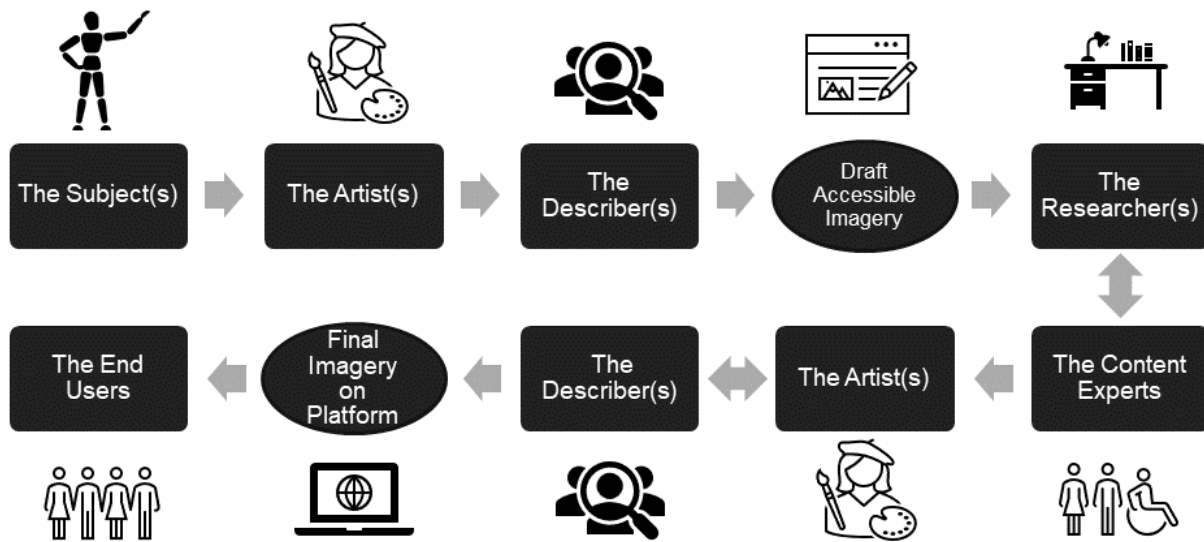 The Subject(s)
The Artist(s)
The
Describer(s)
Draft
Accessible
Imagery
The
Researcher(s)
The End
Users
Final
Imagery
on
Platform
The
Describer(s)
The Artist(s)
The Content
Experts